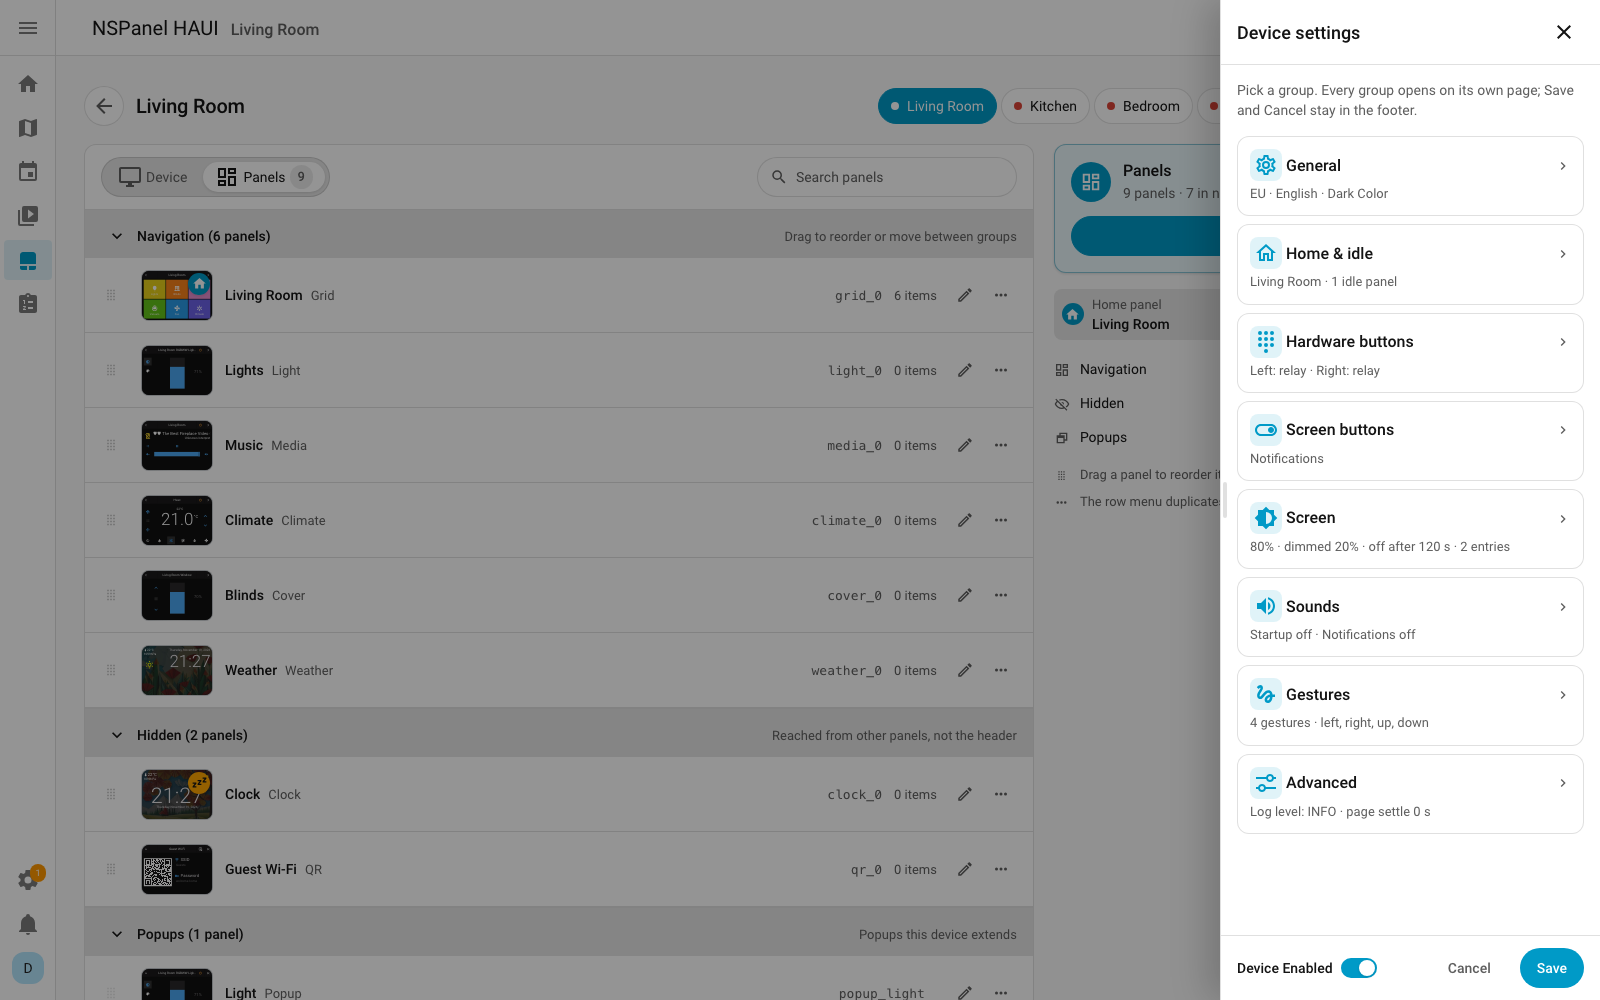 NSPanel HAUI Living Room
Living Room
Living Room
Kitchen
Bedroom
Device
Panels 9
Search panels
Navigation (6 panels)
Drag to reorder or move between groups
Living Room Grid
grid_0 6 items
Lights Light
light_0 0 items
Music Media
media_0 0 items
21.0
Climate Climate
climate_0 0 items
Blinds Cover
cover_0 0 items
21:27
Weather Weather
weather_0 0 items
Hidden (2 panels)
Reached from other panels, not the header
21:27
zzz
Clock Clock
clock_0 0 items
Guest Wi-Fi QR
qr_0 0 items
Popups (1 panel)
Popups this device extends
Light Popup
popup_light 0 items
Panels
9 panels · 7 in n
Home panel
Living Room
Navigation
Hidden
Popups
Drag a panel to reorder it
The row menu duplicates
1
D
Device settings
Pick a group. Every group opens on its own page; Save
and Cancel stay in the footer.
General
EU · English · Dark Color
Home & idle
Living Room · 1 idle panel
Hardware buttons
Left: relay · Right: relay
Screen buttons
Notifications
Screen
80% · dimmed 20% · off after 120 s · 2 entries
Sounds
Startup off · Notifications off
Gestures
4 gestures · left, right, up, down
Advanced
Log level: INFO · page settle 0 s
Device Enabled
Cancel
Save